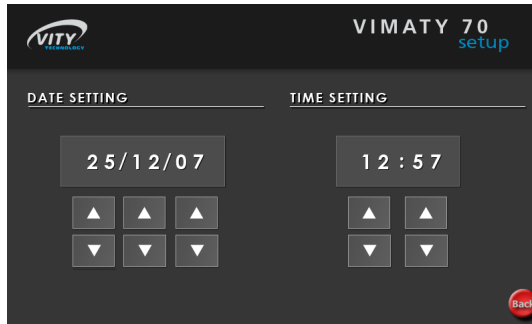 VITY
TECHNOLOGY
VIMATY 70
setup
DATE SETTING
TIME SETTING
25/12/07
12:57
Back